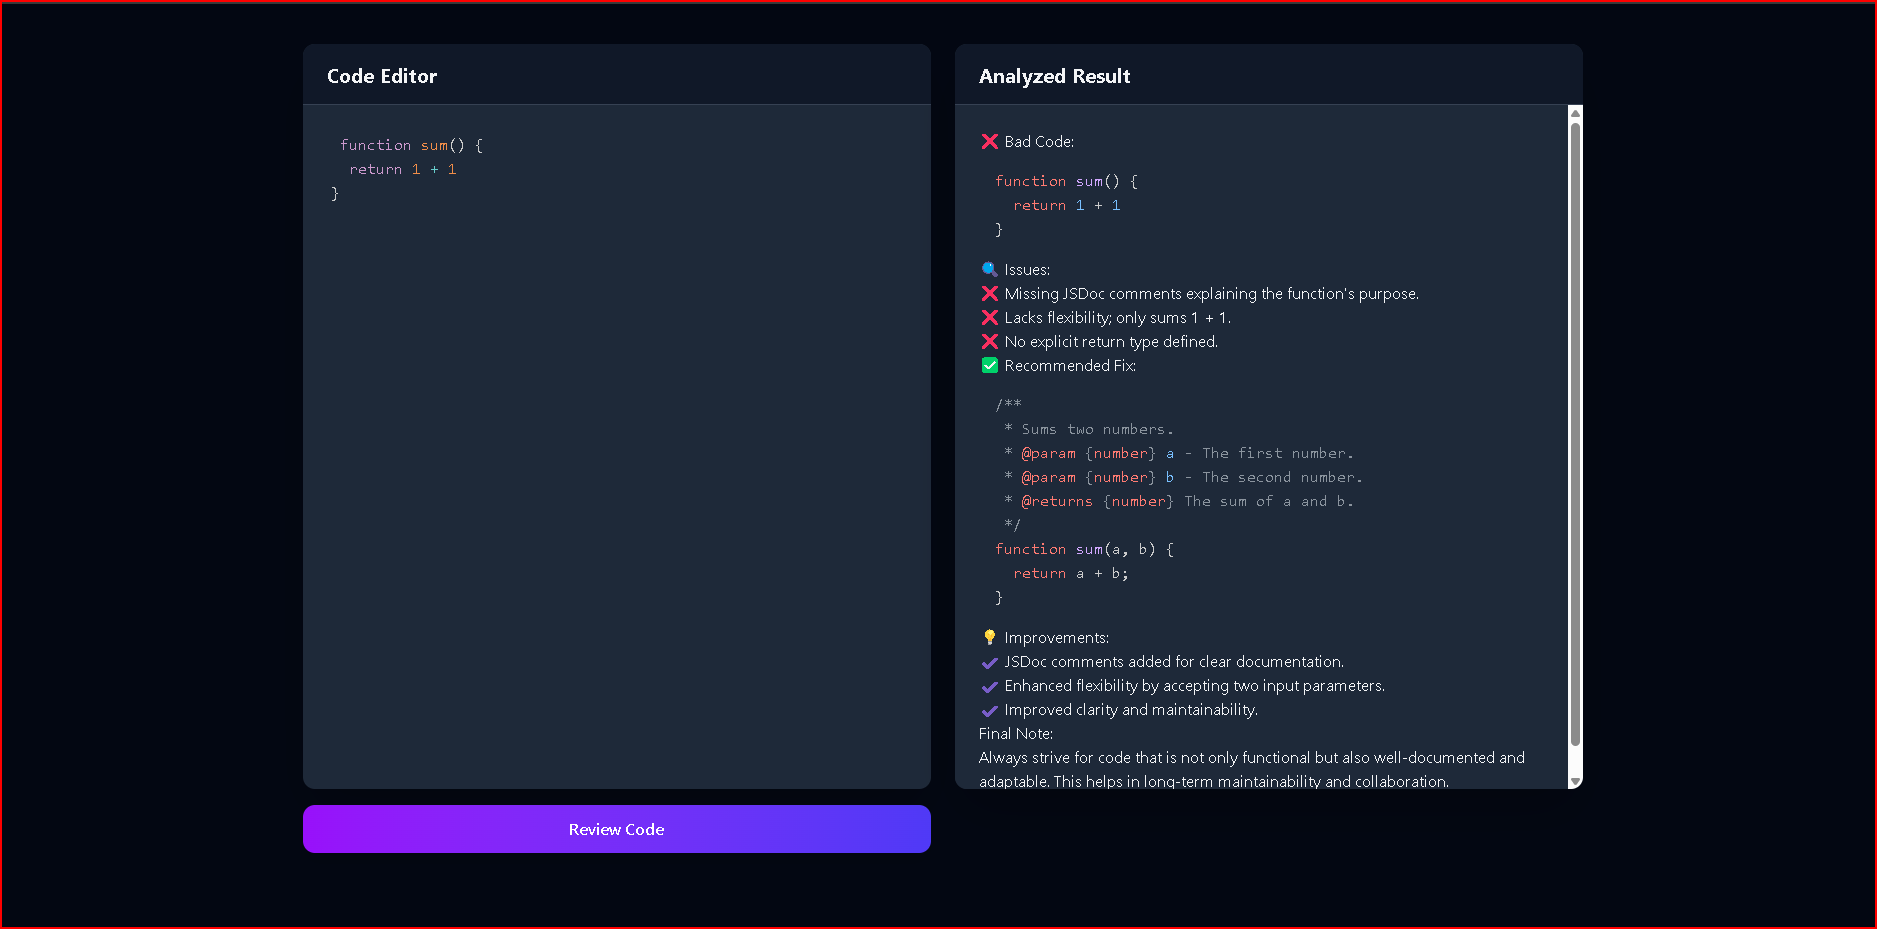 Code Editor
function sum() {
return 1 + 1
}
Review Code
Analyzed Result
❌ Bad Code:
function sum() {
return 1 + 1
}
🔍 Issues:
❌ Missing JSDoc comments explaining the function's purpose.
❌ Lacks flexibility; only sums 1 + 1.
❌ No explicit return type defined.
✅ Recommended Fix:
/**
* Sums two numbers.
* @param {number} a - The first number.
* @param {number} b - The second number.
* @returns {number} The sum of a and b.
*/
function sum(a, b) {
return a + b;
}
💡 Improvements:
✔ JSDoc comments added for clear documentation.
✔ Enhanced flexibility by accepting two input parameters.
✔ Improved clarity and maintainability.
Final Note:
Always strive for code that is not only functional but also well-documented and
adaptable. This helps in long-term maintainability and collaboration.